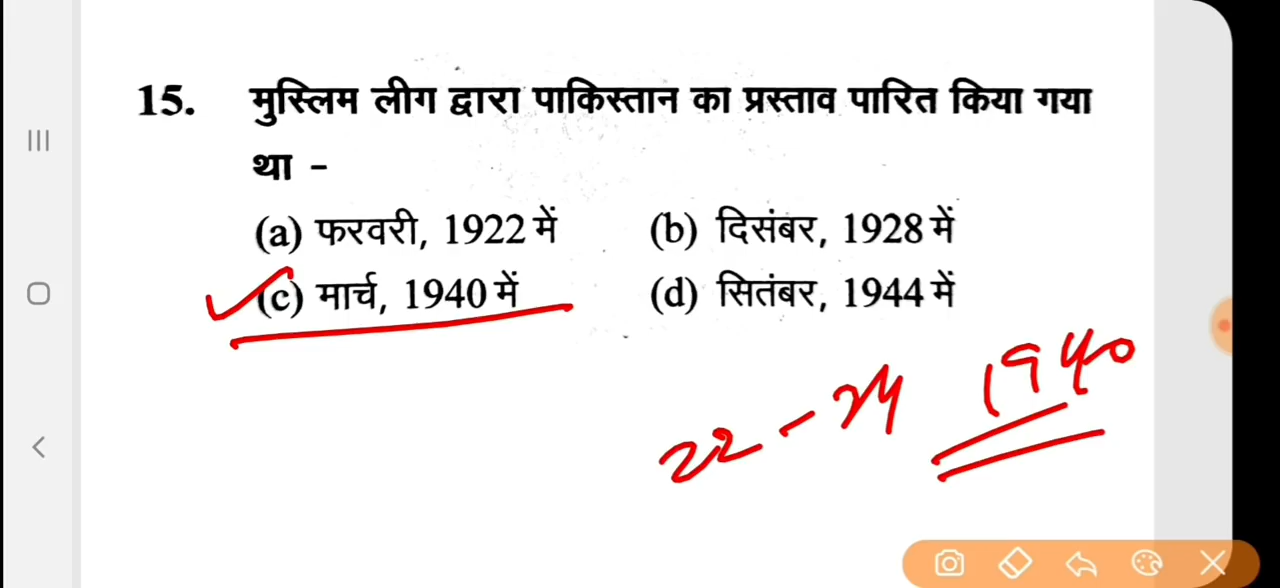 15. मुस्लिम लीग द्वारा पाकिस्तान का प्रस्ताव पारित किया गया
था -
(a) फरवरी, 1922 में (b) दिसंबर, 1928 में
(c) मार्च, 1940 में (d) सितंबर, 1944 में
22-24 1940